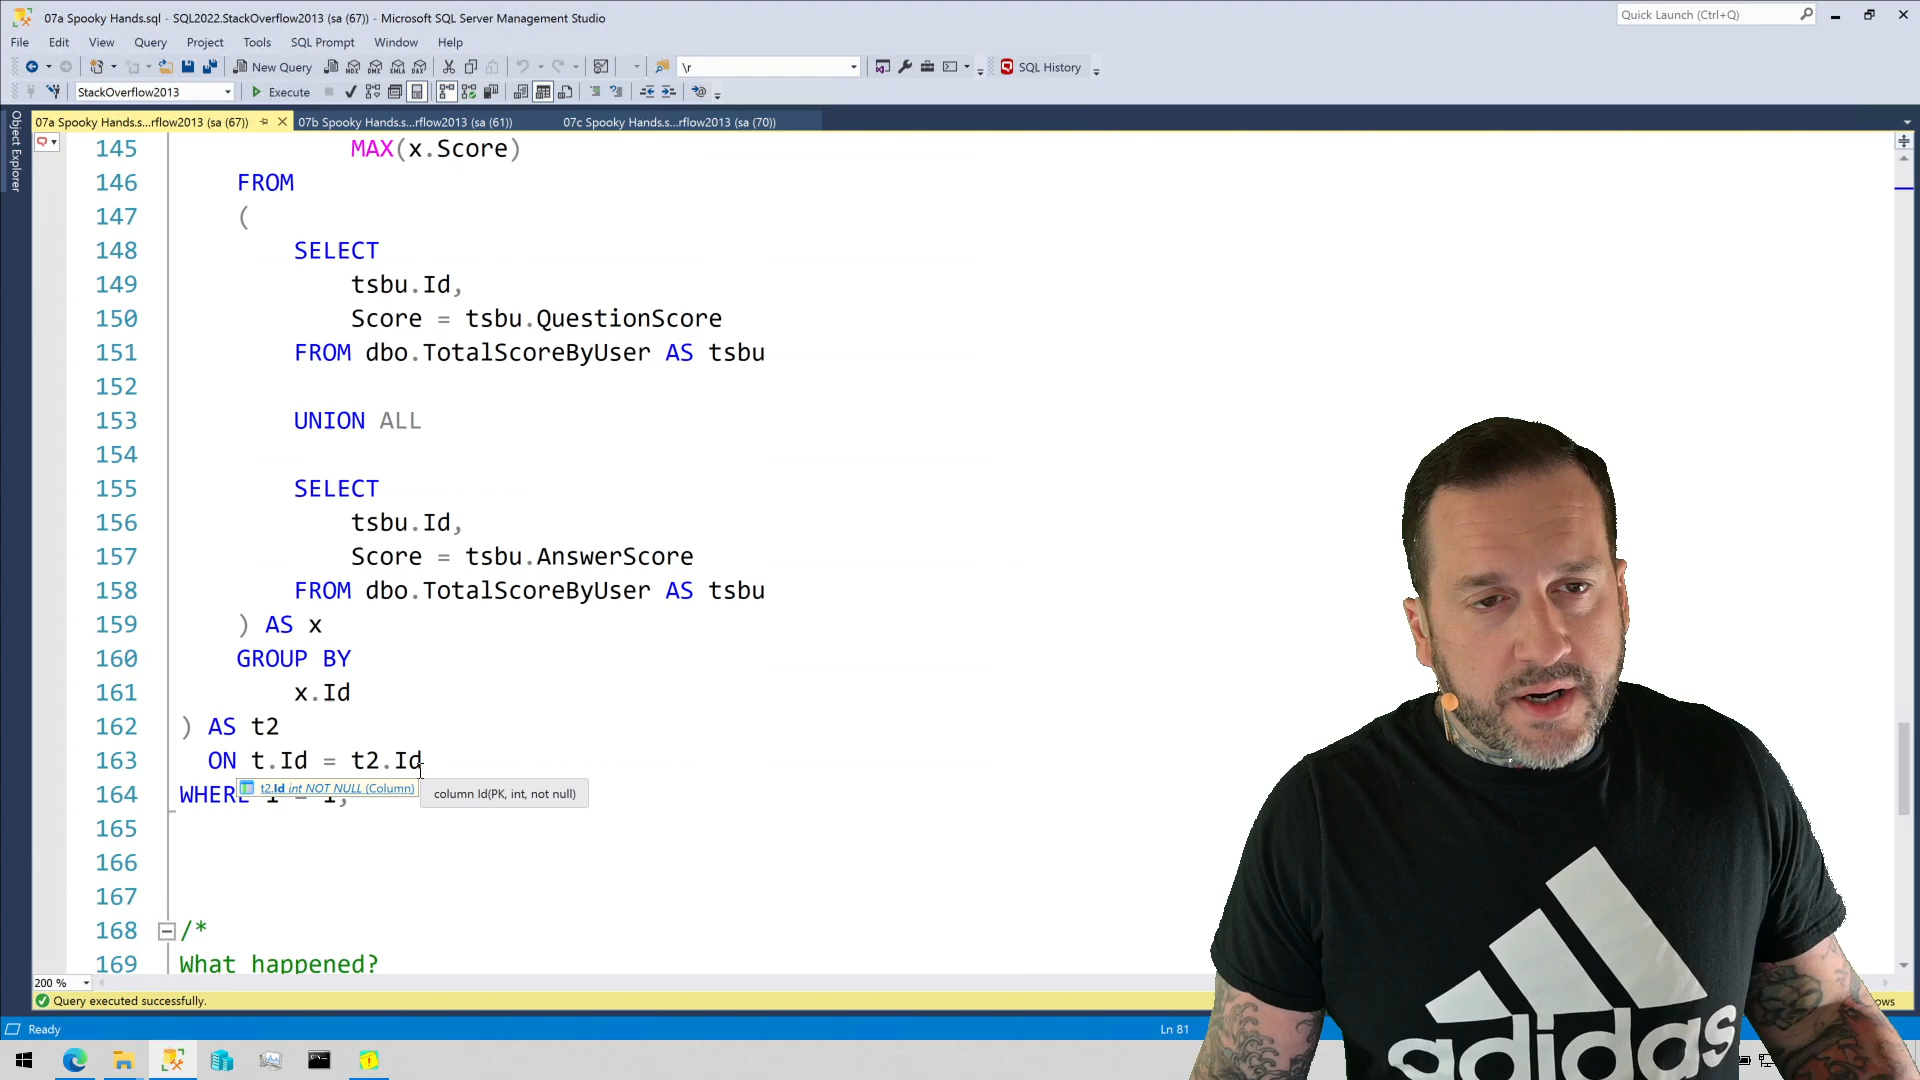 07a Spooky Hands.sql - SQL2022.StackOverflow2013 (sa (67)) - Microsoft SQL Server Management Studio
Quick Launch (Ctrl+Q)
File Edit View Query Project Tools SQL Prompt Window Help
New Query
MDX DMX XMLA DAX
\r
SQL History
StackOverflow2013
Execute
07a Spooky Hands.s...rflow2013 (sa (67))
07b Spooky Hands.s...rflow2013 (sa (61))
07c Spooky Hands.s...rflow2013 (sa (70))
Object Explorer
145 MAX(x.Score)
146 FROM
147 (
148 SELECT
149 tsbu.Id,
150 Score = tsbu.QuestionScore
151 FROM dbo.TotalScoreByUser AS tsbu
152
153 UNION ALL
154
155 SELECT
156 tsbu.Id,
157 Score = tsbu.AnswerScore
158 FROM dbo.TotalScoreByUser AS tsbu
159 ) AS x
160 GROUP BY
161 x.Id
162 ) AS t2
163 ON t.Id = t2.Id
t2.Id int NOT NULL (Column)
column Id(PK, int, not null)
164 WHERE 1 = 1;
165
166
167
168 /*
169 What happened?
200 %
Query executed successfully.
Ready
Ln 81
adidas